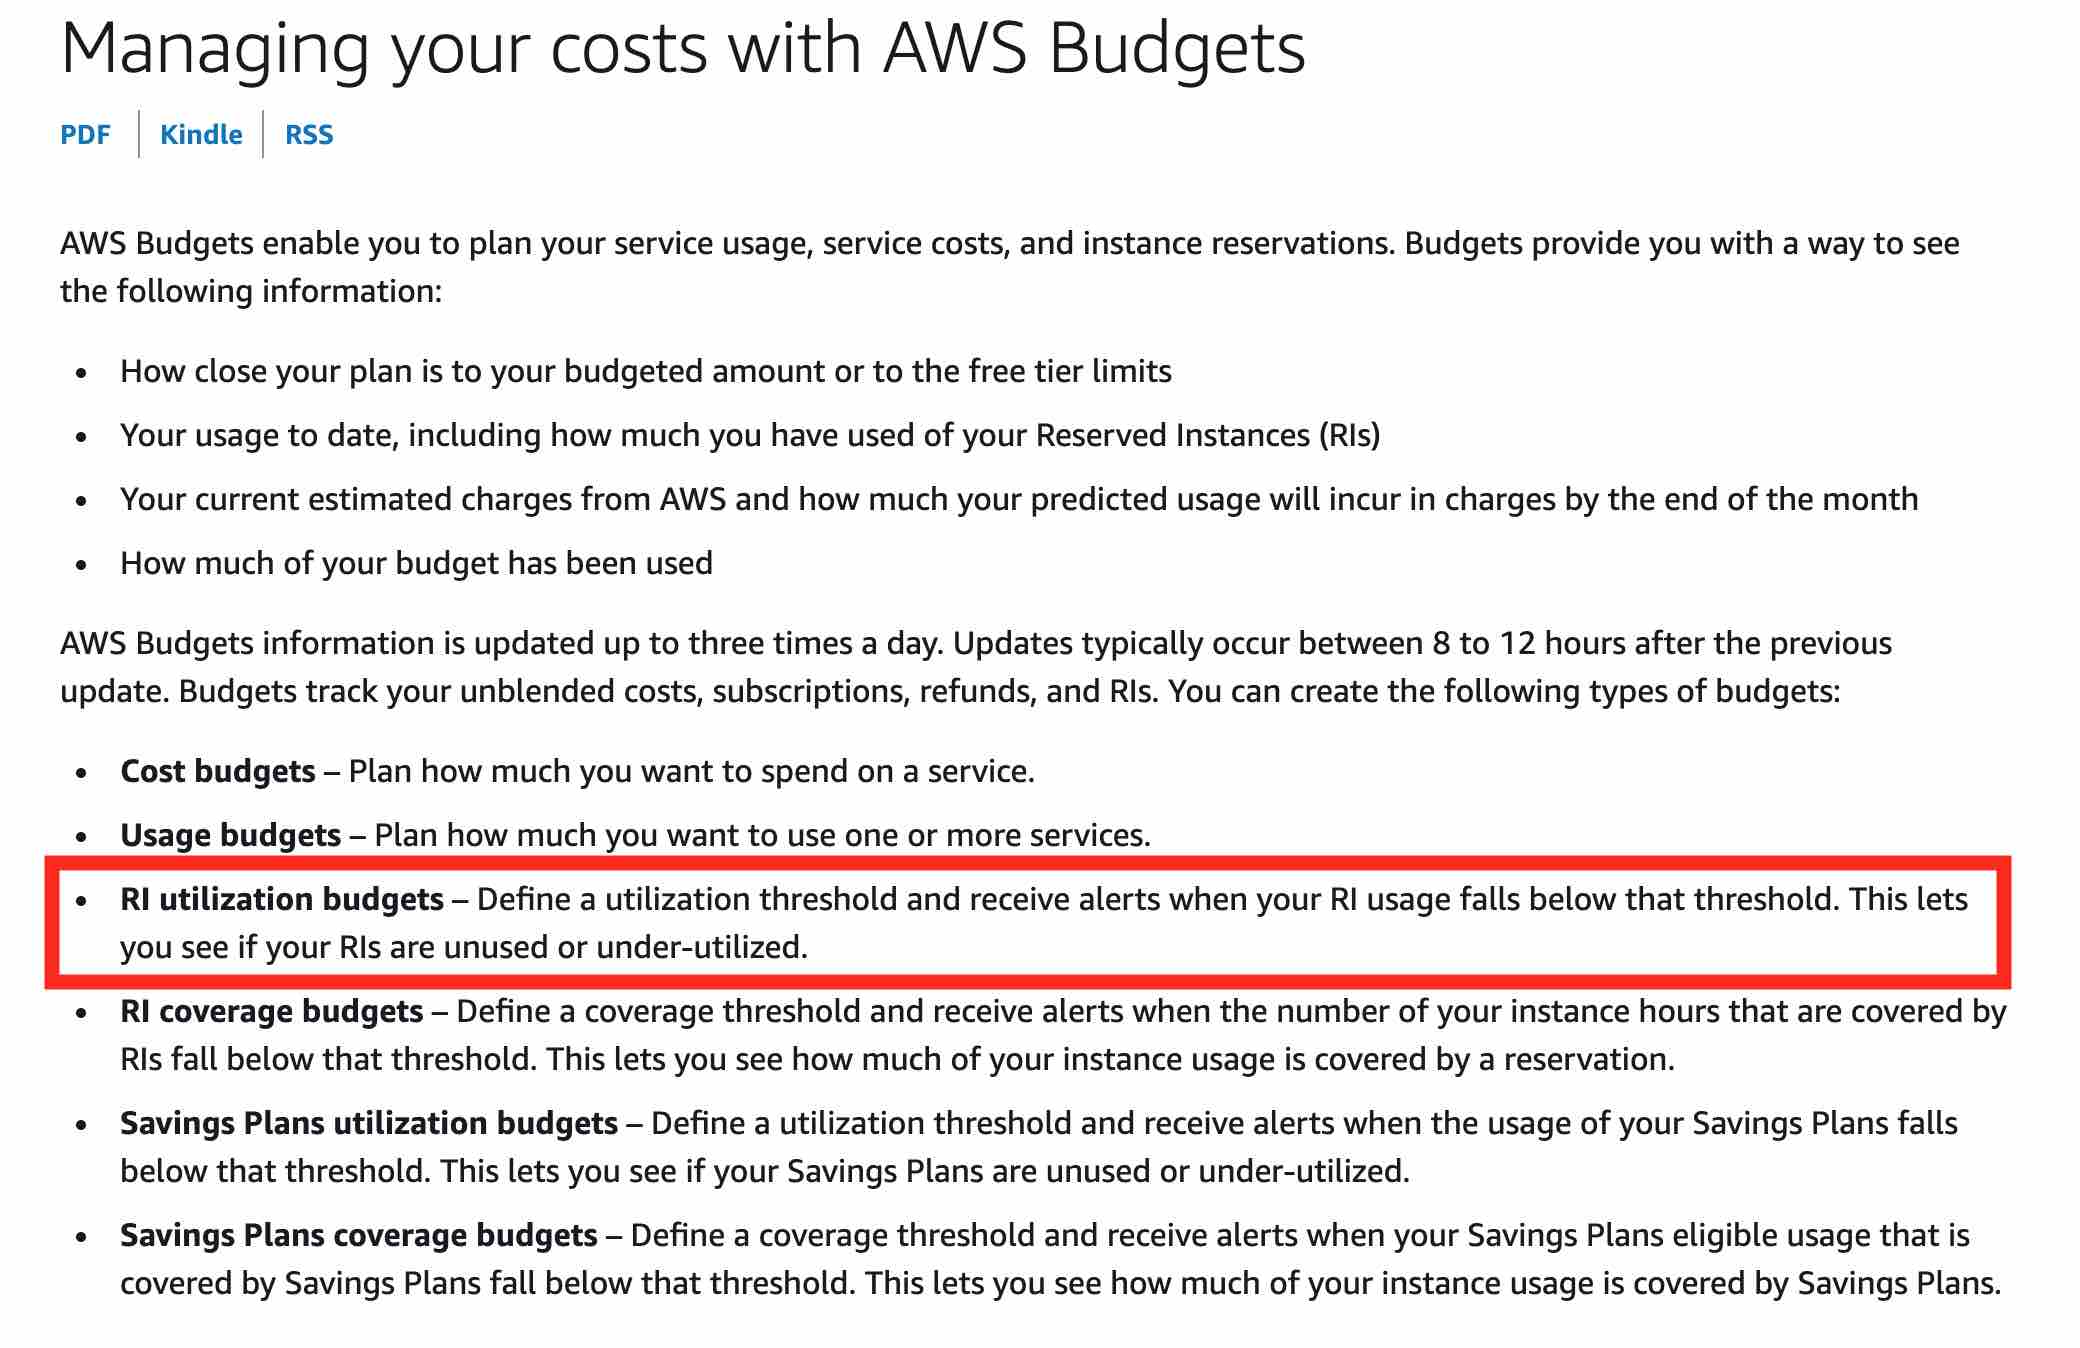 Managing your costs with AWS Budgets
PDF | Kindle | RSS
AWS Budgets enable you to plan your service usage, service costs, and instance reservations. Budgets provide you with a way to see
the following information:
• How close your plan is to your budgeted amount or to the free tier limits
• Your usage to date, including how much you have used of your Reserved Instances (RIs)
• Your current estimated charges from AWS and how much your predicted usage will incur in charges by the end of the month
• How much of your budget has been used
AWS Budgets information is updated up to three times a day. Updates typically occur between 8 to 12 hours after the previous
update. Budgets track your unblended costs, subscriptions, refunds, and RIs. You can create the following types of budgets:
• Cost budgets – Plan how much you want to spend on a service.
• Usage budgets – Plan how much you want to use one or more services.
• RI utilization budgets – Define a utilization threshold and receive alerts when your RI usage falls below that threshold. This lets
you see if your RIs are unused or under-utilized.
• RI coverage budgets – Define a coverage threshold and receive alerts when the number of your instance hours that are covered by
RIs fall below that threshold. This lets you see how much of your instance usage is covered by a reservation.
• Savings Plans utilization budgets – Define a utilization threshold and receive alerts when the usage of your Savings Plans falls
below that threshold. This lets you see if your Savings Plans are unused or under-utilized.
• Savings Plans coverage budgets – Define a coverage threshold and receive alerts when your Savings Plans eligible usage that is
covered by Savings Plans fall below that threshold. This lets you see how much of your instance usage is covered by Savings Plans.